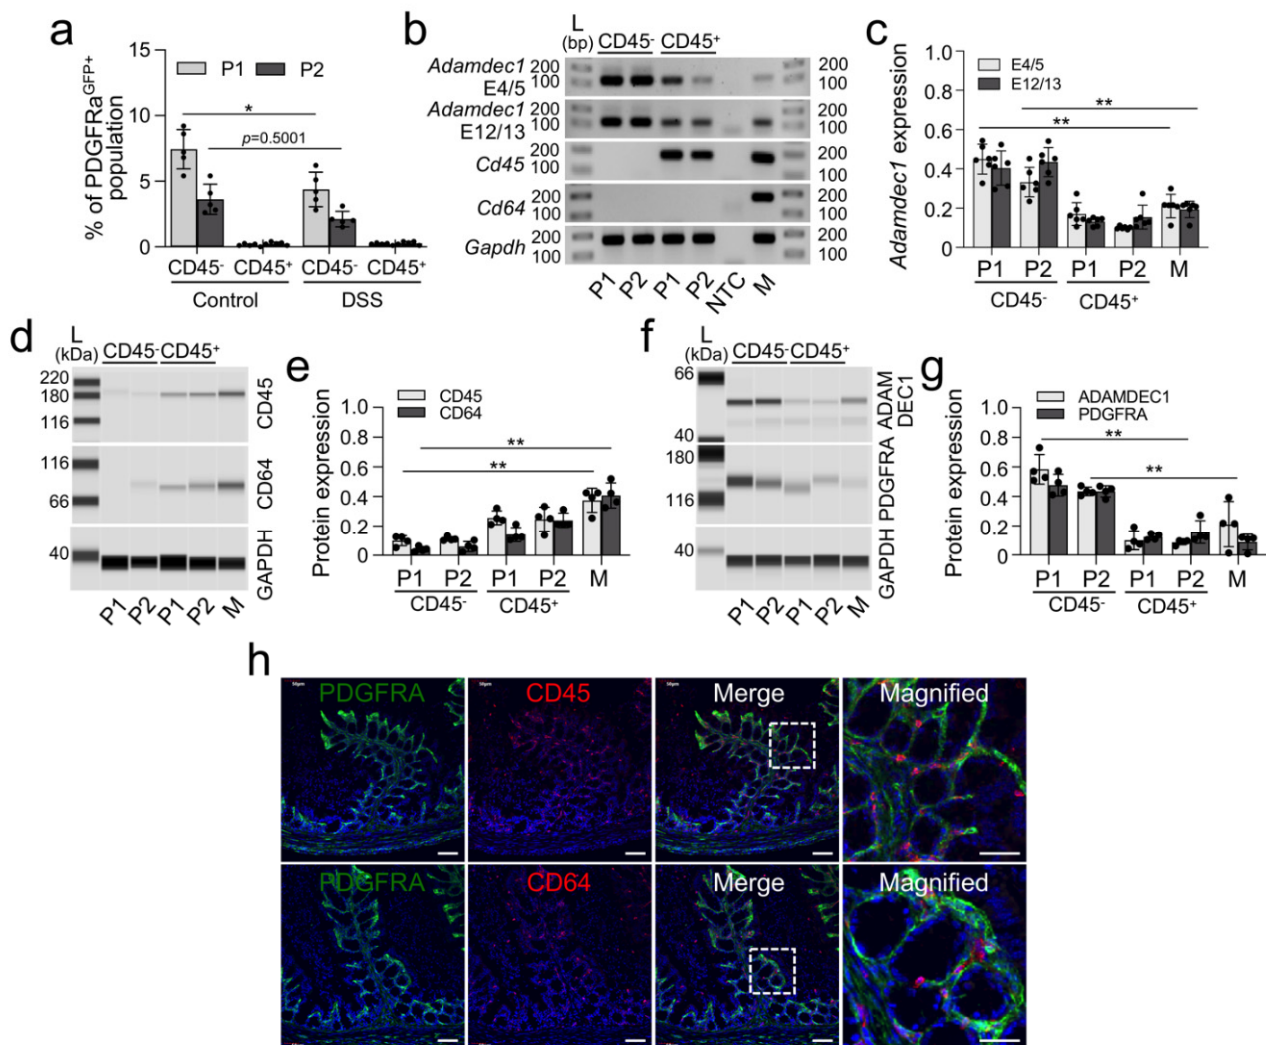 a
% of PDGFRa^GFP+
population
15
10
5
0
P1
P2
*
p=0.5001
CD45-
CD45+
CD45-
CD45+
Control
DSS
b
L
(bp)
CD45-
CD45+
Adamdec1
E4/5
200
100
200
100
Adamdec1
E12/13
200
100
200
100
Cd45
200
100
200
100
Cd64
200
100
200
100
Gapdh
200
100
200
100
P1
P2
P1
P2
NTC
M
c
Adamdec1 expression
1.0
0.8
0.6
0.4
0.2
0
E4/5
E12/13
**
**
P1
P2
P1
P2
M
CD45-
CD45+
d
L
(kDa)
CD45-
CD45+
220
180
116
CD45
116
66
CD64
40
GAPDH
P1
P2
P1
P2
M
e
Protein expression
1.0
0.8
0.6
0.4
0.2
0
CD45
CD64
**
**
P1
P2
P1
P2
M
CD45-
CD45+
f
L
(kDa)
CD45-
CD45+
66
40
ADAM
DEC1
180
116
PDGFRA
40
GAPDH
P1
P2
P1
P2
M
g
Protein expression
1.0
0.8
0.6
0.4
0.2
0
ADAMDEC1
PDGFRA
**
**
P1
P2
P1
P2
M
CD45-
CD45+
h
PDGFRA
CD45
Merge
Magnified
PDGFRA
CD64
Merge
Magnified